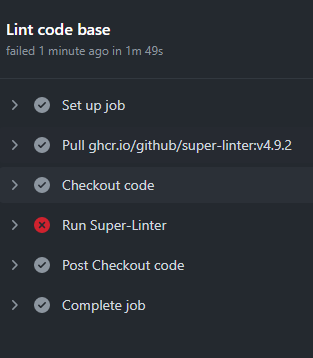 Lint code base
failed 1 minute ago in 1m 49s
Set up job
Pull ghcr.io/github/super-linter:v4.9.2
Checkout code
Run Super-Linter
Post Checkout code
Complete job